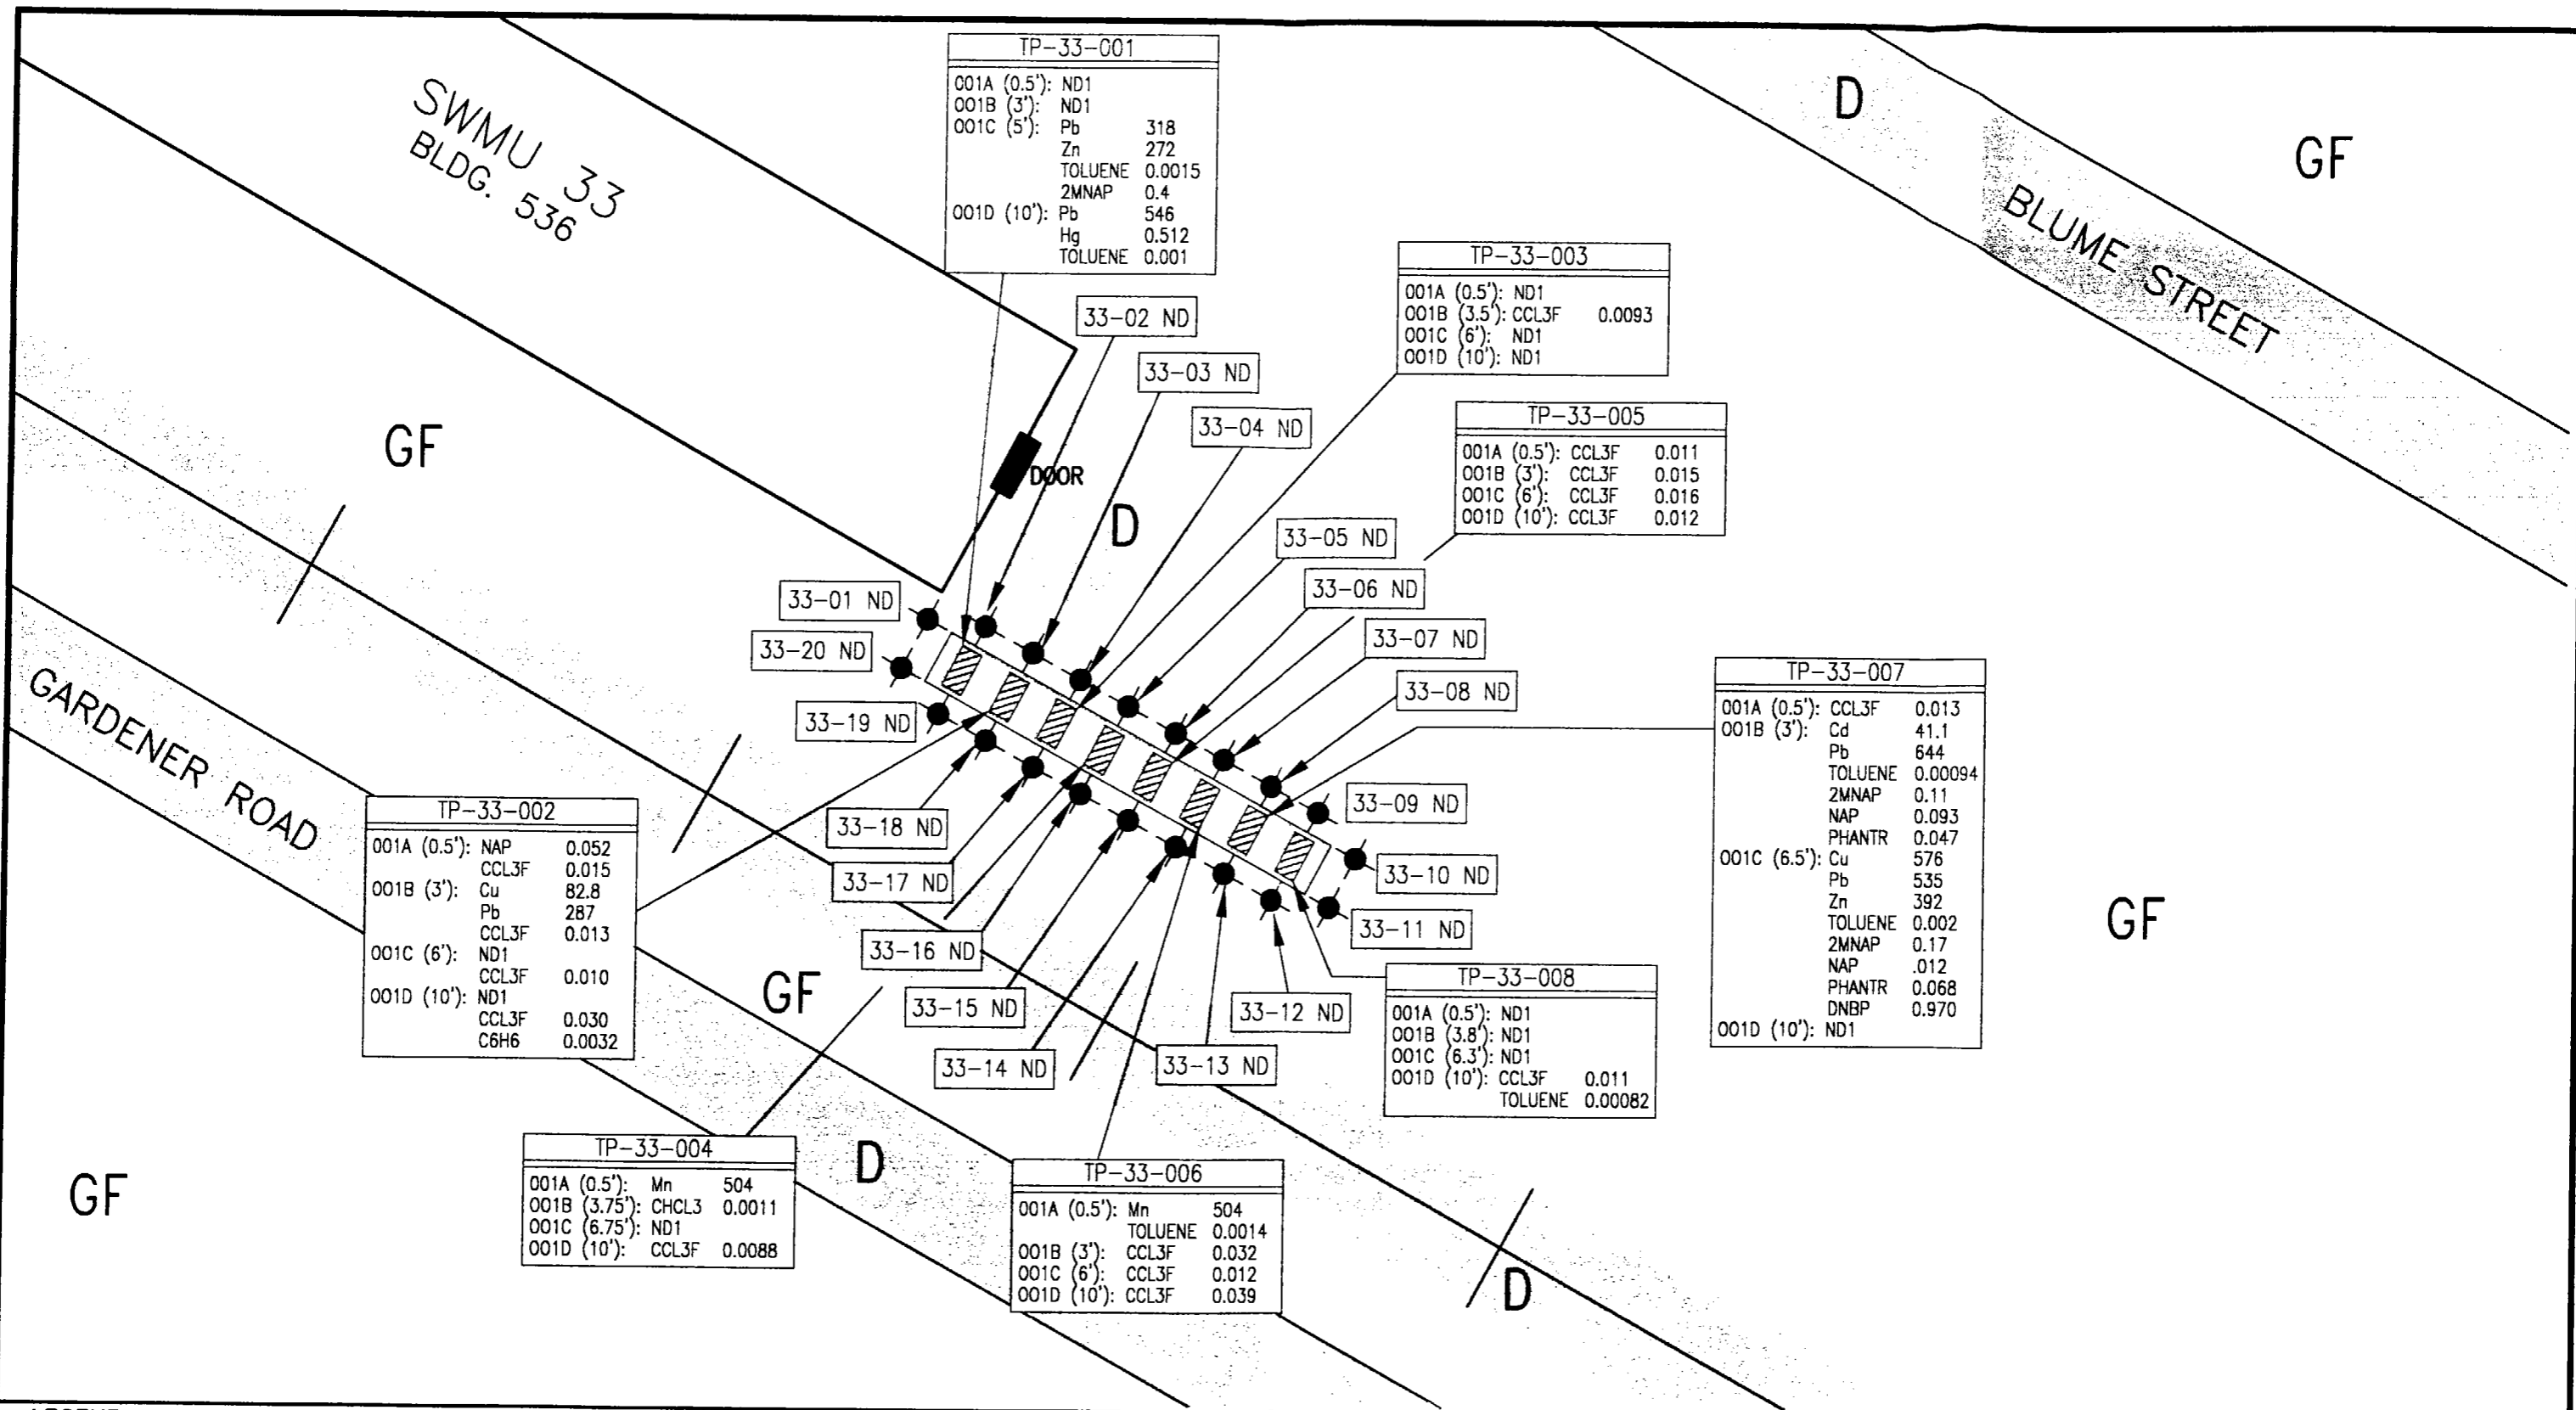 TP-33-001
001A (0.5'): ND1
001B (3'): ND1
001C (5'): Pb 318
Zn 272
TOLUENE 0.0015
2MNAP 0.4
001D (10'): Pb 546
Hg 0.512
TOLUENE 0.001
SWMU 33
BLDG. 536
D
GF
BLUME STREET
TP-33-003
001A (0.5'): ND1
001B (3.5'): CCL3F 0.0093
001C (6'): ND1
001D (10'): ND1
33-02 ND
33-03 ND
33-04 ND
TP-33-005
001A (0.5'): CCL3F 0.011
001B (3'): CCL3F 0.015
001C (6'): CCL3F 0.016
001D (10'): CCL3F 0.012
GF
DOOR
D
33-05 ND
33-06 ND
33-01 ND
33-07 ND
33-20 ND
33-08 ND
33-19 ND
GARDENER ROAD
TP-33-007
001A (0.5'): CCL3F 0.013
001B (3'): Cd 41.1
Pb 644
TOLUENE 0.00094
2MNAP 0.11
NAP 0.093
PHANTR 0.047
001C (6.5'): Cu 576
Pb 535
Zn 392
TOLUENE 0.002
2MNAP 0.17
NAP .012
PHANTR 0.068
DNBP 0.970
001D (10'): ND1
TP-33-002
001A (0.5'): NAP 0.052
CCL3F 0.015
001B (3'): Cu 82.8
Pb 287
CCL3F 0.013
001C (6'): ND1
CCL3F 0.010
001D (10'): ND1
CCL3F 0.030
C6H6 0.0032
33-09 ND
33-18 ND
33-10 ND
33-17 ND
33-11 ND
33-16 ND
GF
GF
33-15 ND
33-12 ND
33-14 ND
33-13 ND
TP-33-008
001A (0.5'): ND1
001B (3.8'): ND1
001C (6.3'): ND1
001D (10'): CCL3F 0.011
TOLUENE 0.00082
TP-33-004
001A (0.5'): Mn 504
001B (3.75'): CHCL3 0.0011
001C (6.75'): ND1
001D (10'): CCL3F 0.0088
D
TP-33-006
001A (0.5'): Mn 504
TOLUENE 0.0014
001B (3'): CCL3F 0.032
001C (6'): CCL3F 0.012
001D (10'): CCL3F 0.039
GF
D